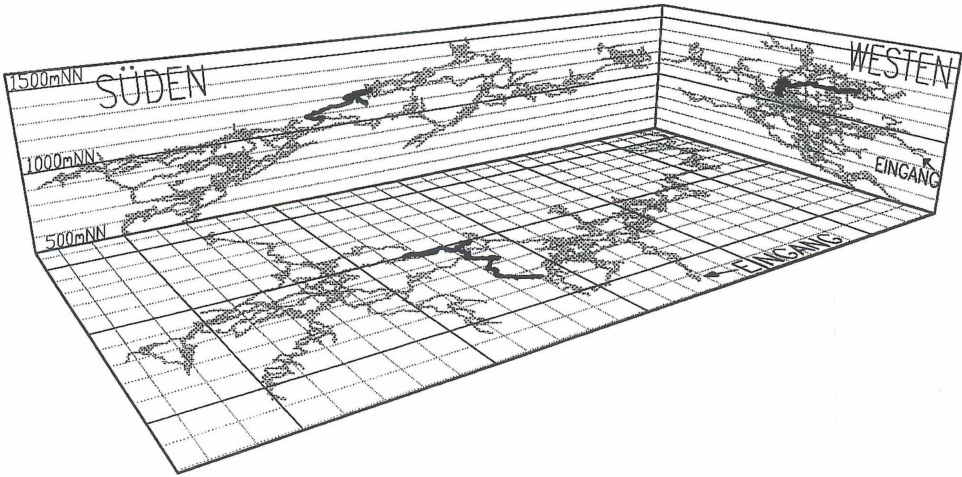 1500mNN
SÜDEN
WESTEN
1000mNN
EINGANG
500mNN
EINGANG